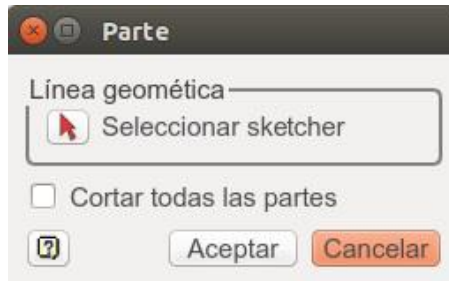 Parte
Línea geomética
Seleccionar sketcher
Cortar todas las partes
Aceptar
Cancelar